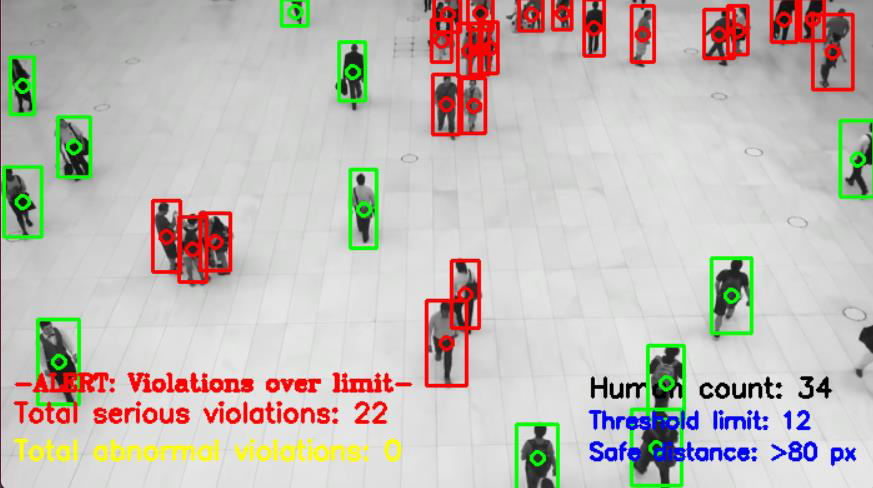 -ALERT: Violations over limit-
Total serious violations: 22
Total abnormal violations: 0
Human count: 34
Threshold limit: 12
Safe distance: >80 px